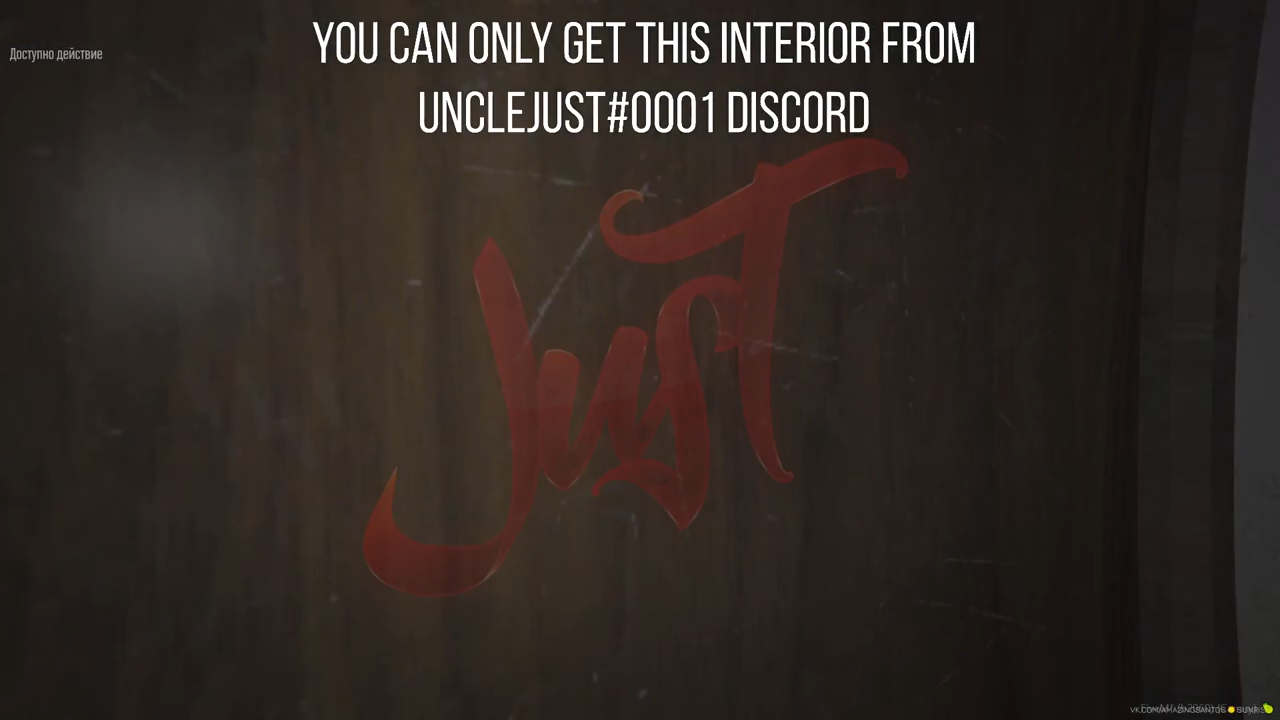 YOU CAN ONLY GET THIS INTERIOR FROM
UNCLEJUST#0001 DISCORD
Доступно действие
Just